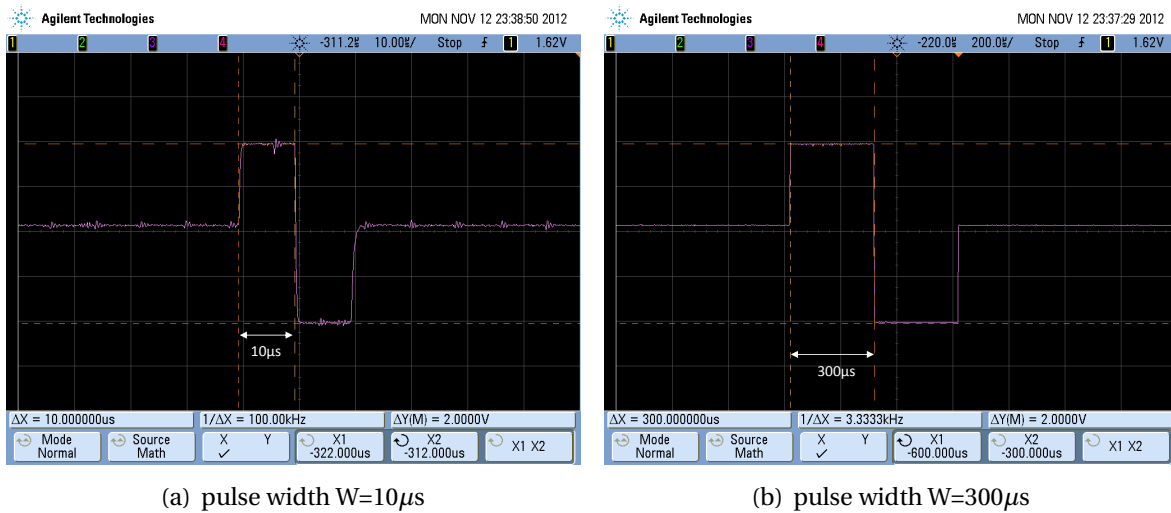 Agilent Technologies MON NOV 12 23:38:50 2012
1 2 3 4 -311.2us 10.00us/ Stop 1 1.62V
10μs
ΔX = 10.000000us 1/ΔX = 100.00kHz ΔY(M) = 2.0000V
Mode Source X Y X1 X2 X1 X2
Normal Math ✓ -322.000us -312.000us
(a) pulse width W=10μs
Agilent Technologies MON NOV 12 23:37:29 2012
1 2 3 4 -220.0us 200.0us/ Stop 1 1.62V
300μs
ΔX = 300.000000us 1/ΔX = 3.3333kHz ΔY(M) = 2.0000V
Mode Source X Y X1 X2 X1 X2
Normal Math ✓ -600.000us -300.000us
(b) pulse width W=300μs